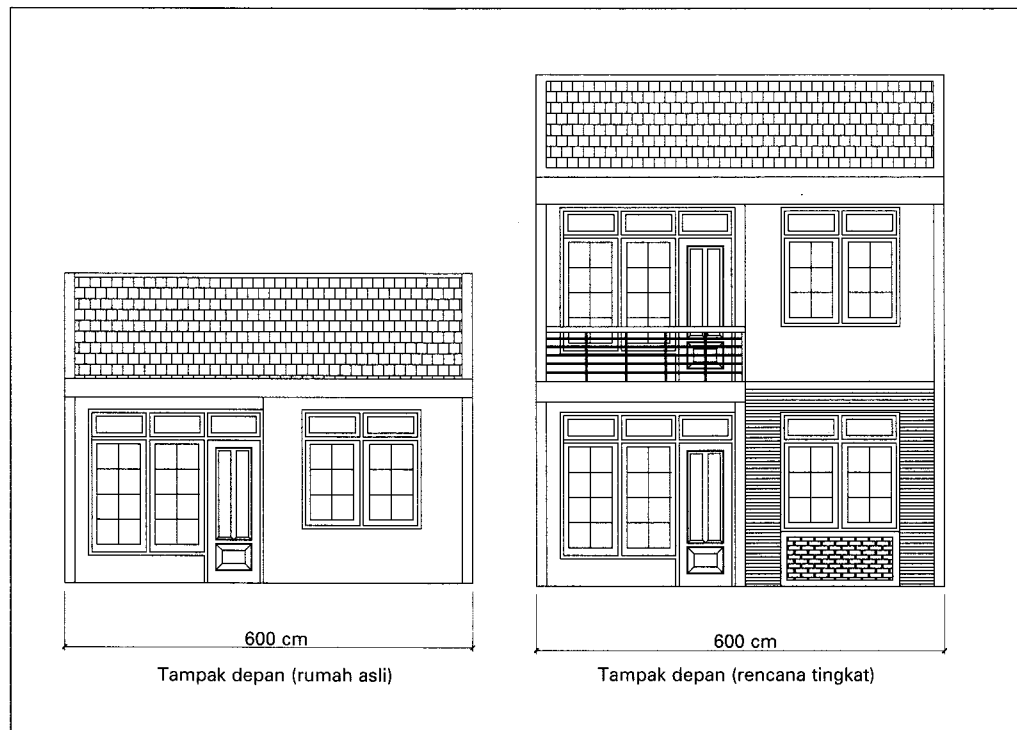 600 cm
Tampak depan (rumah asli)
600 cm
Tampak depan (rencana tingkat)